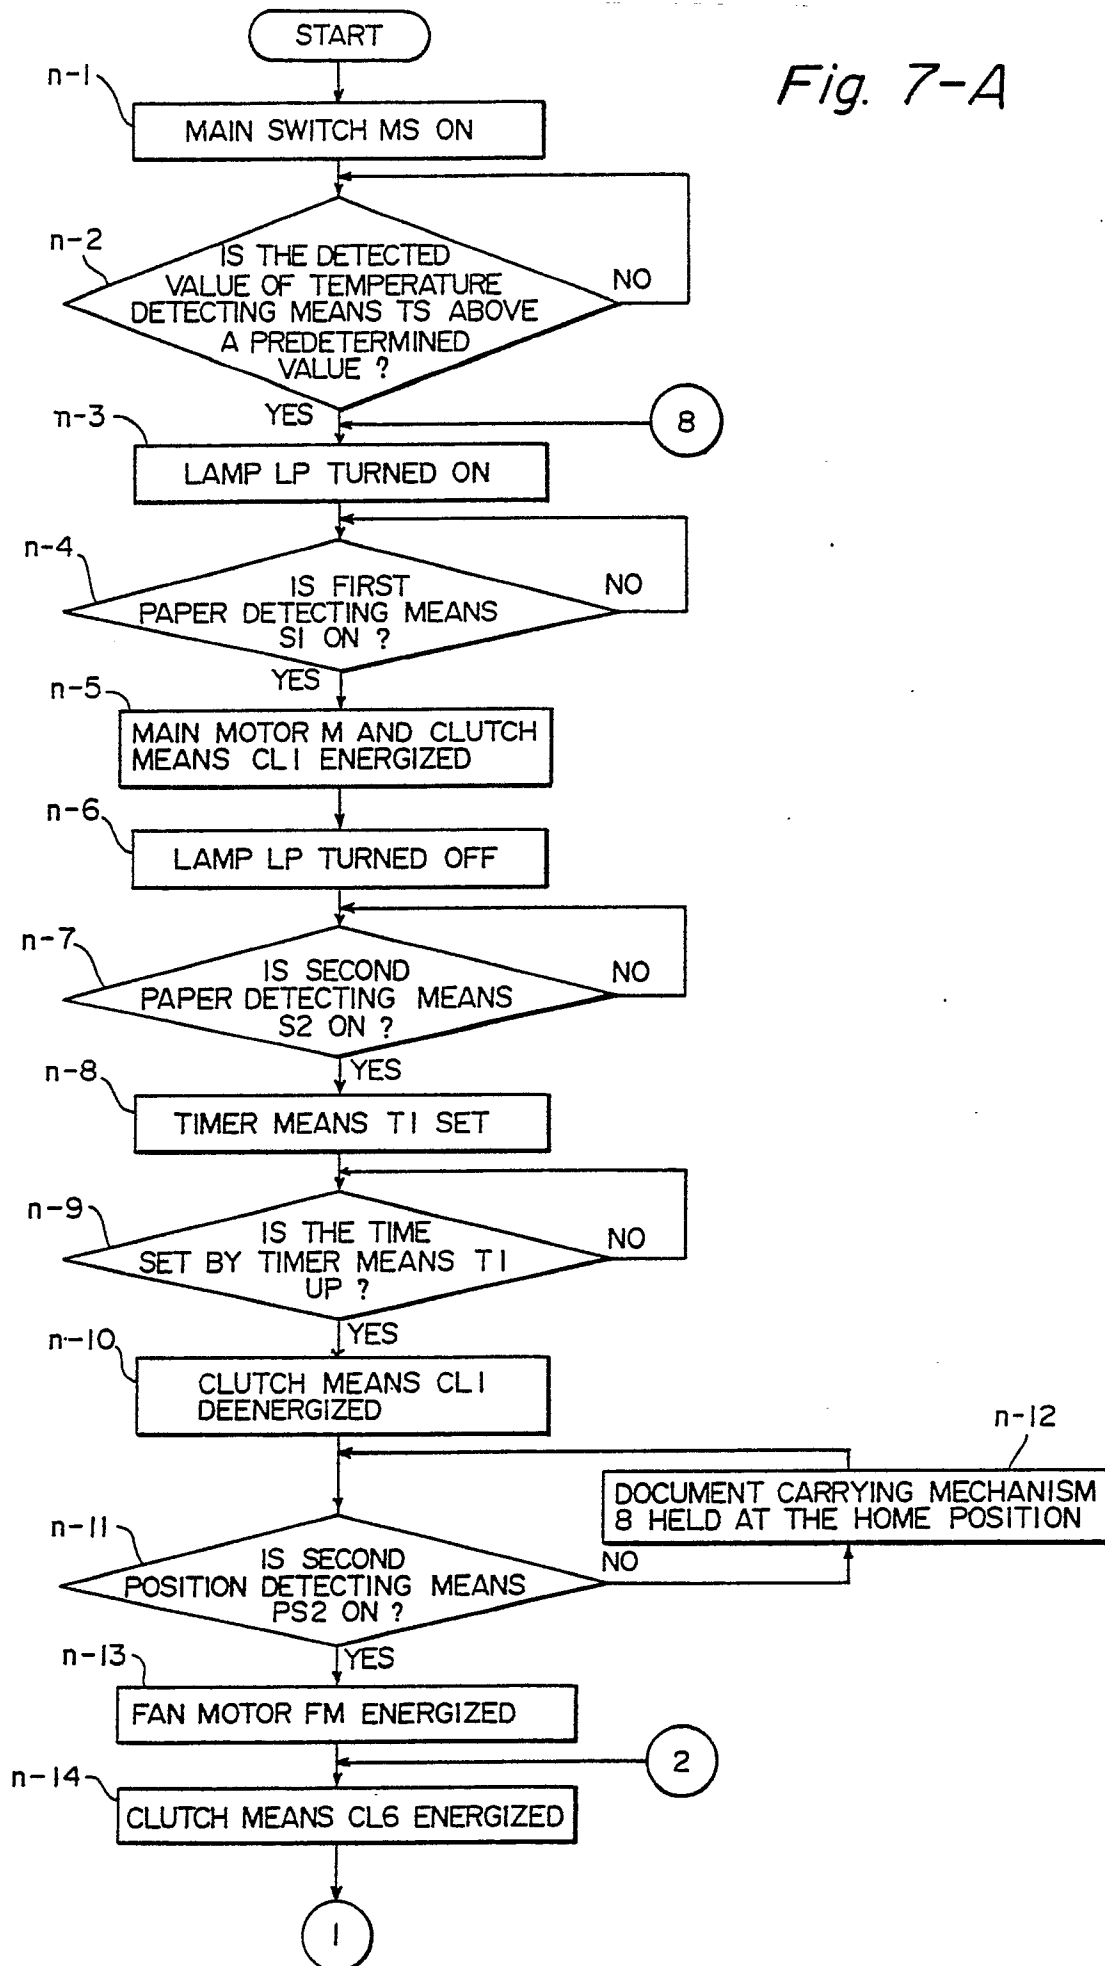 START
Fig. 7-A
n-1
MAIN SWITCH MS ON
n-2
IS THE DETECTED
VALUE OF TEMPERATURE
DETECTING MEANS TS ABOVE
A PREDETERMINED
VALUE ?
NO
YES
8
n-3
LAMP LP TURNED ON
n-4
IS FIRST
PAPER DETECTING MEANS
S1 ON ?
NO
YES
n-5
MAIN MOTOR M AND CLUTCH
MEANS CL1 ENERGIZED
n-6
LAMP LP TURNED OFF
n-7
IS SECOND
PAPER DETECTING MEANS
S2 ON ?
NO
YES
n-8
TIMER MEANS T1 SET
n-9
IS THE TIME
SET BY TIMER MEANS T1
UP ?
NO
YES
n-10
CLUTCH MEANS CL1
DEENERGIZED
n-12
DOCUMENT CARRYING MECHANISM
8 HELD AT THE HOME POSITION
n-11
IS SECOND
POSITION DETECTING MEANS
PS2 ON ?
NO
YES
n-13
FAN MOTOR FM ENERGIZED
2
n-14
CLUTCH MEANS CL6 ENERGIZED
1